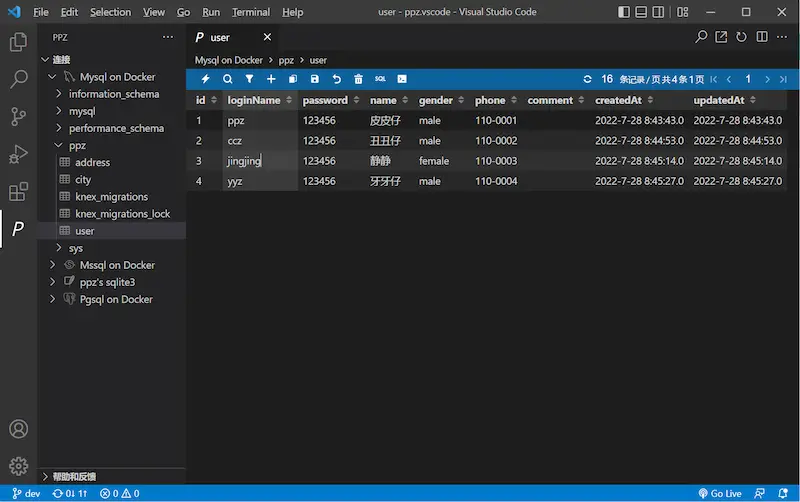 File Edit Selection View Go Run Terminal Help user - ppz.vscode - Visual Studio Code
PPZ
连接
Mysql on Docker
information_schema
mysql
performance_schema
ppz
address
city
knex_migrations
knex_migrations_lock
user
sys
Mssql on Docker
ppz's sqlite3
Pgsql on Docker
帮助和反馈
P user
Mysql on Docker > ppz > user
SQL 16 条记录 / 页 共 4 条 1 页 1
id loginName password name gender phone comment createdAt updatedAt
1 ppz 123456 皮皮仔 male 110-0001 2022-7-28 8:43:43.0 2022-7-28 8:43:43.0
2 ccz 123456 丑丑仔 male 110-0002 2022-7-28 8:44:53.0 2022-7-28 8:44:53.0
3 jingjing 123456 静静 female 110-0003 2022-7-28 8:45:14.0 2022-7-28 8:45:14.0
4 yyz 123456 牙牙仔 male 110-0004 2022-7-28 8:45:27.0 2022-7-28 8:45:27.0
dev 0↓ 1↑ 0 0 Go Live